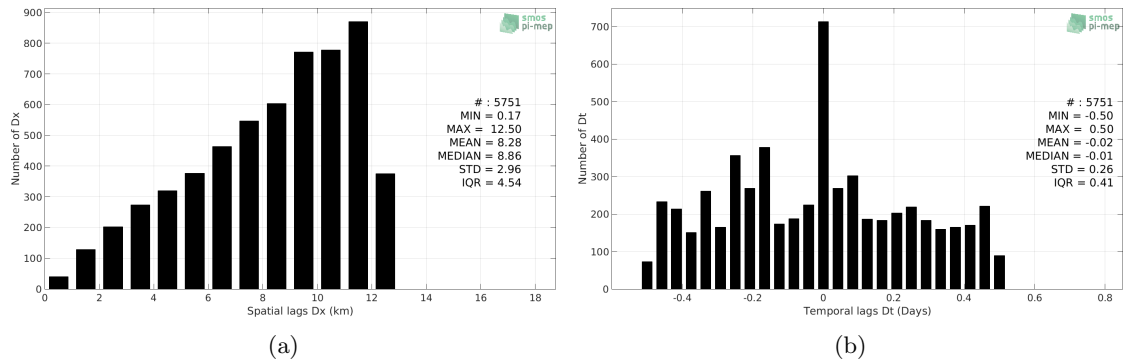 900
800
700
600
500
400
300
200
100
0
Number of Dx
0 2 4 6 8 10 12 14 16 18
Spatial lags Dx (km)
smos
pi-mep
# : 5751
MIN = 0.17
MAX = 12.50
MEAN = 8.28
MEDIAN = 8.86
STD = 2.96
IQR = 4.54
(a)
700
600
500
400
300
200
100
0
Number of Dt
-0.4 -0.2 0 0.2 0.4 0.6 0.8
Temporal lags Dt (Days)
smos
pi-mep
# : 5751
MIN = -0.50
MAX = 0.50
MEAN = -0.02
MEDIAN = -0.01
STD = 0.26
IQR = 0.41
(b)